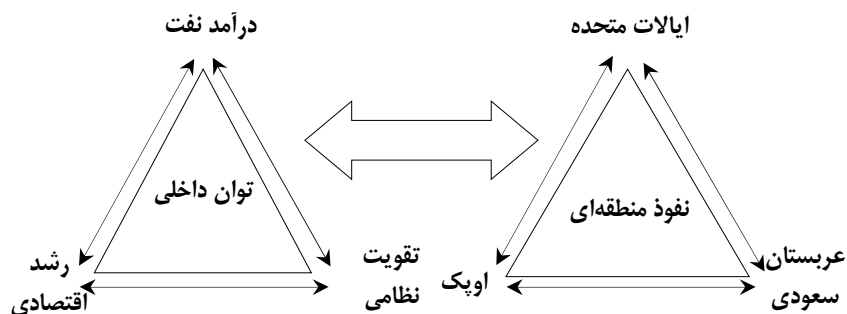 ایالات متحده
درآمد نفت
نفوذ منطقه‌ای
توان داخلی
عربستان
سعودی
اوپک
تقویت
نظامی
رشد
اقتصادی